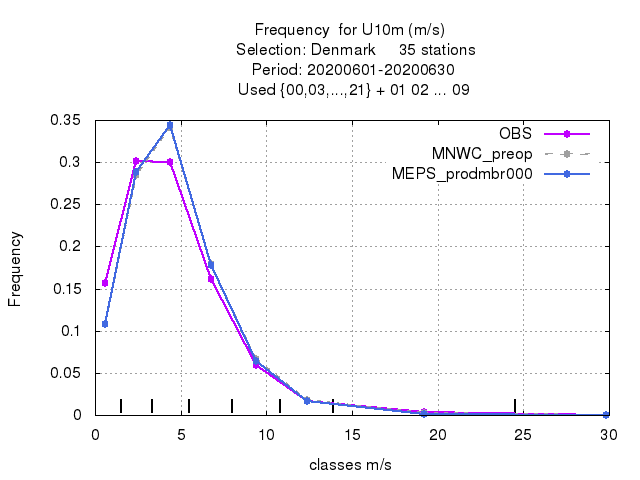 Frequency  for U10m (m/s)
Selection: Denmark     35 stations
Period: 20200601-20200630
Used {00,03,...,21} + 01 02 ... 09
OBS
MNWC_preop
MEPS_prodmbr000
Frequency
0.35
0.3
0.25
0.2
0.15
0.1
0.05
0
0 5 10 15 20 25 30
classes m/s